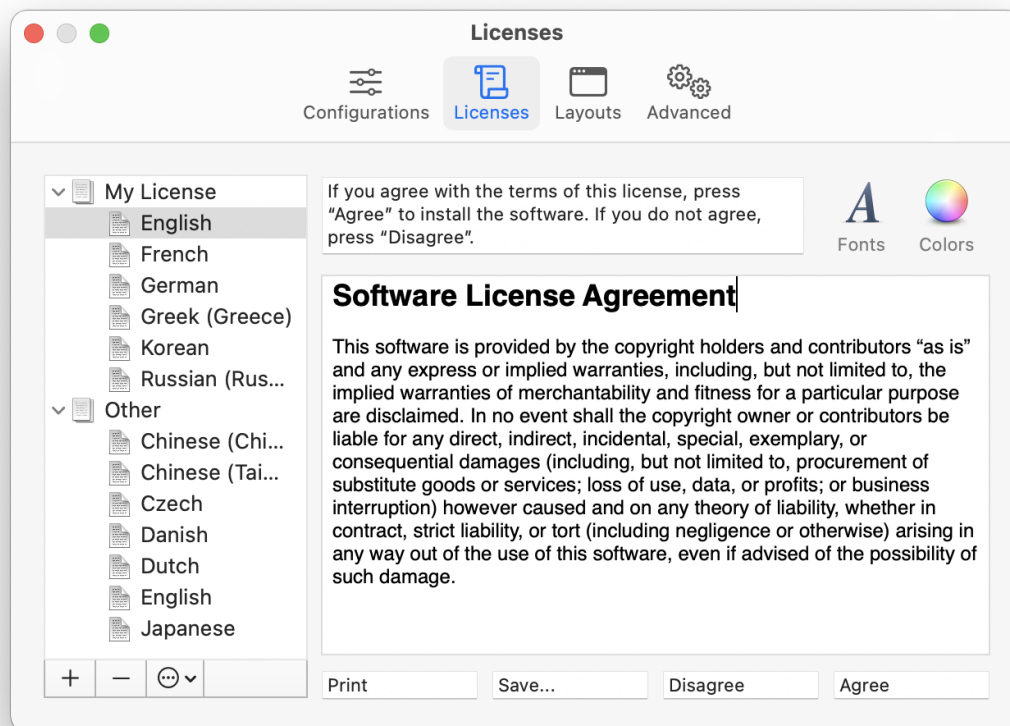 Licenses
Configurations
Licenses
Layouts
Advanced
My License
English
French
German
Greek (Greece)
Korean
Russian (Rus...
Other
Chinese (Chi...
Chinese (Tai...
Czech
Danish
Dutch
English
Japanese
If you agree with the terms of this license, press
“Agree” to install the software. If you do not agree,
press “Disagree”.
Fonts
Colors
Software License Agreement
This software is provided by the copyright holders and contributors “as is”
and any express or implied warranties, including, but not limited to, the
implied warranties of merchantability and fitness for a particular purpose
are disclaimed. In no event shall the copyright owner or contributors be
liable for any direct, indirect, incidental, special, exemplary, or
consequential damages (including, but not limited to, procurement of
substitute goods or services; loss of use, data, or profits; or business
interruption) however caused and on any theory of liability, whether in
contract, strict liability, or tort (including negligence or otherwise) arising in
any way out of the use of this software, even if advised of the possibility of
such damage.
Print
Save...
Disagree
Agree